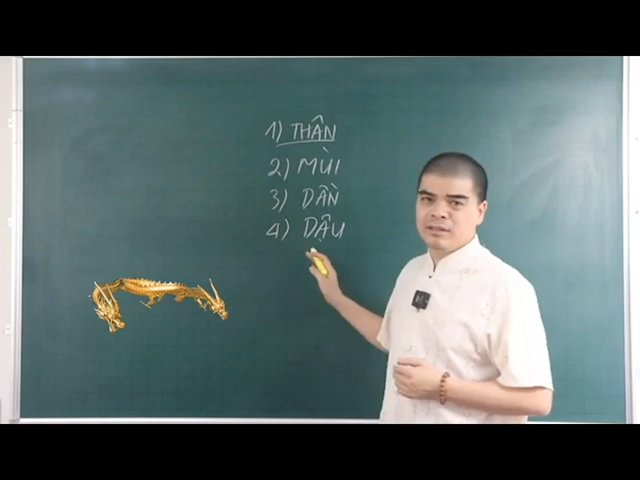 1) THÂN
2) MÙI
3) DẦN
4) DẬU